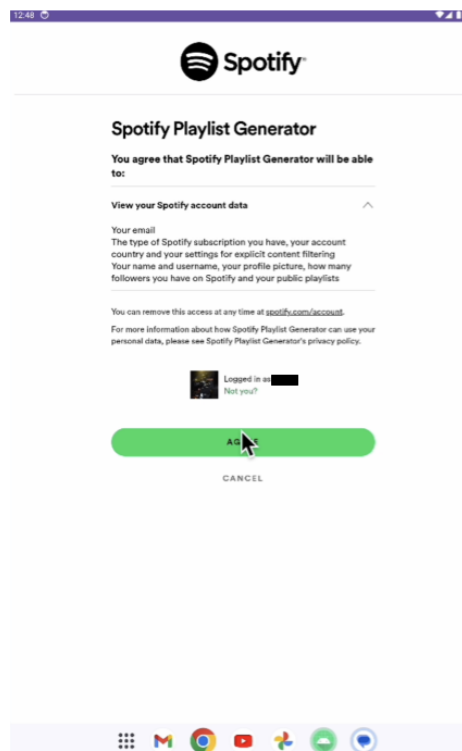 12:48
Spotify
Spotify Playlist Generator
You agree that Spotify Playlist Generator will be able
to:
View your Spotify account data
Your email
The type of Spotify subscription you have, your account
country and your settings for explicit content filtering
Your name and username, your profile picture, how many
followers you have on Spotify and your public playlists
You can remove this access at any time at spotify.com/account.
For more information about how Spotify Playlist Generator can use your
personal data, please see Spotify Playlist Generator's privacy policy.
Logged in as
Not you?
AGREE
CANCEL